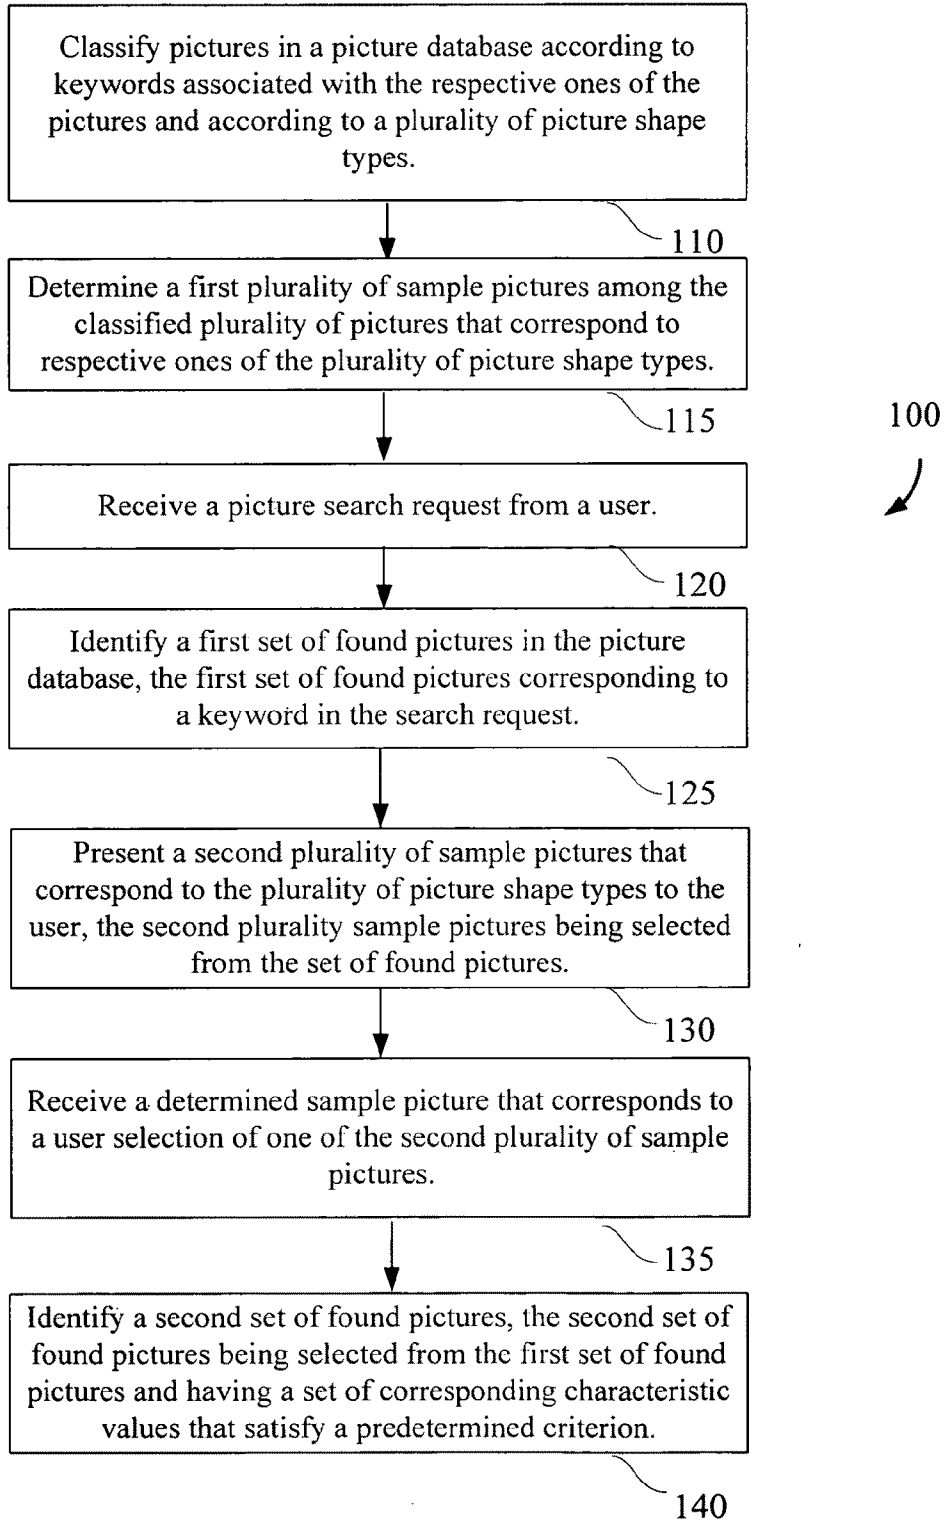 Classify pictures in a picture database according to
keywords associated with the respective ones of the
pictures and according to a plurality of picture shape
types.
110
Determine a first plurality of sample pictures among the
classified plurality of pictures that correspond to
respective ones of the plurality of picture shape types.
115
100
Receive a picture search request from a user.
120
Identify a first set of found pictures in the picture
database, the first set of found pictures corresponding to
a keyword in the search request.
125
Present a second plurality of sample pictures that
correspond to the plurality of picture shape types to the
user, the second plurality sample pictures being selected
from the set of found pictures.
130
Receive a determined sample picture that corresponds to
a user selection of one of the second plurality of sample
pictures.
135
Identify a second set of found pictures, the second set of
found pictures being selected from the first set of found
pictures and having a set of corresponding characteristic
values that satisfy a predetermined criterion.
140